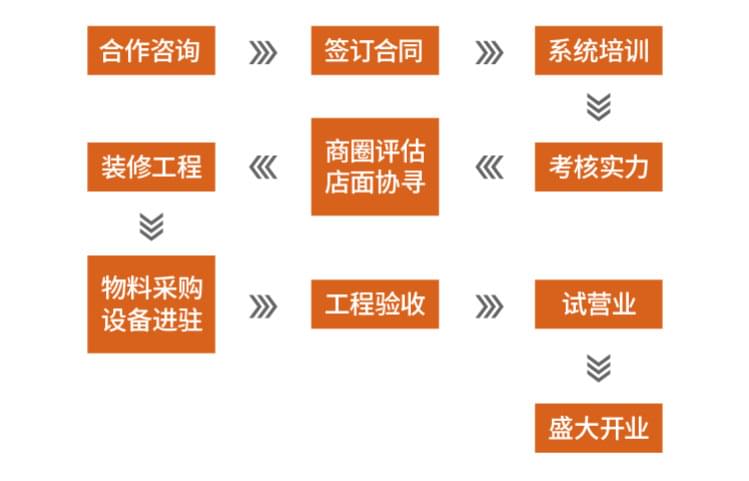 合作咨询
签订合同
系统培训
考核实力
商圈评估
店面协寻
装修工程
物料采购
设备进驻
工程验收
试营业
盛大开业